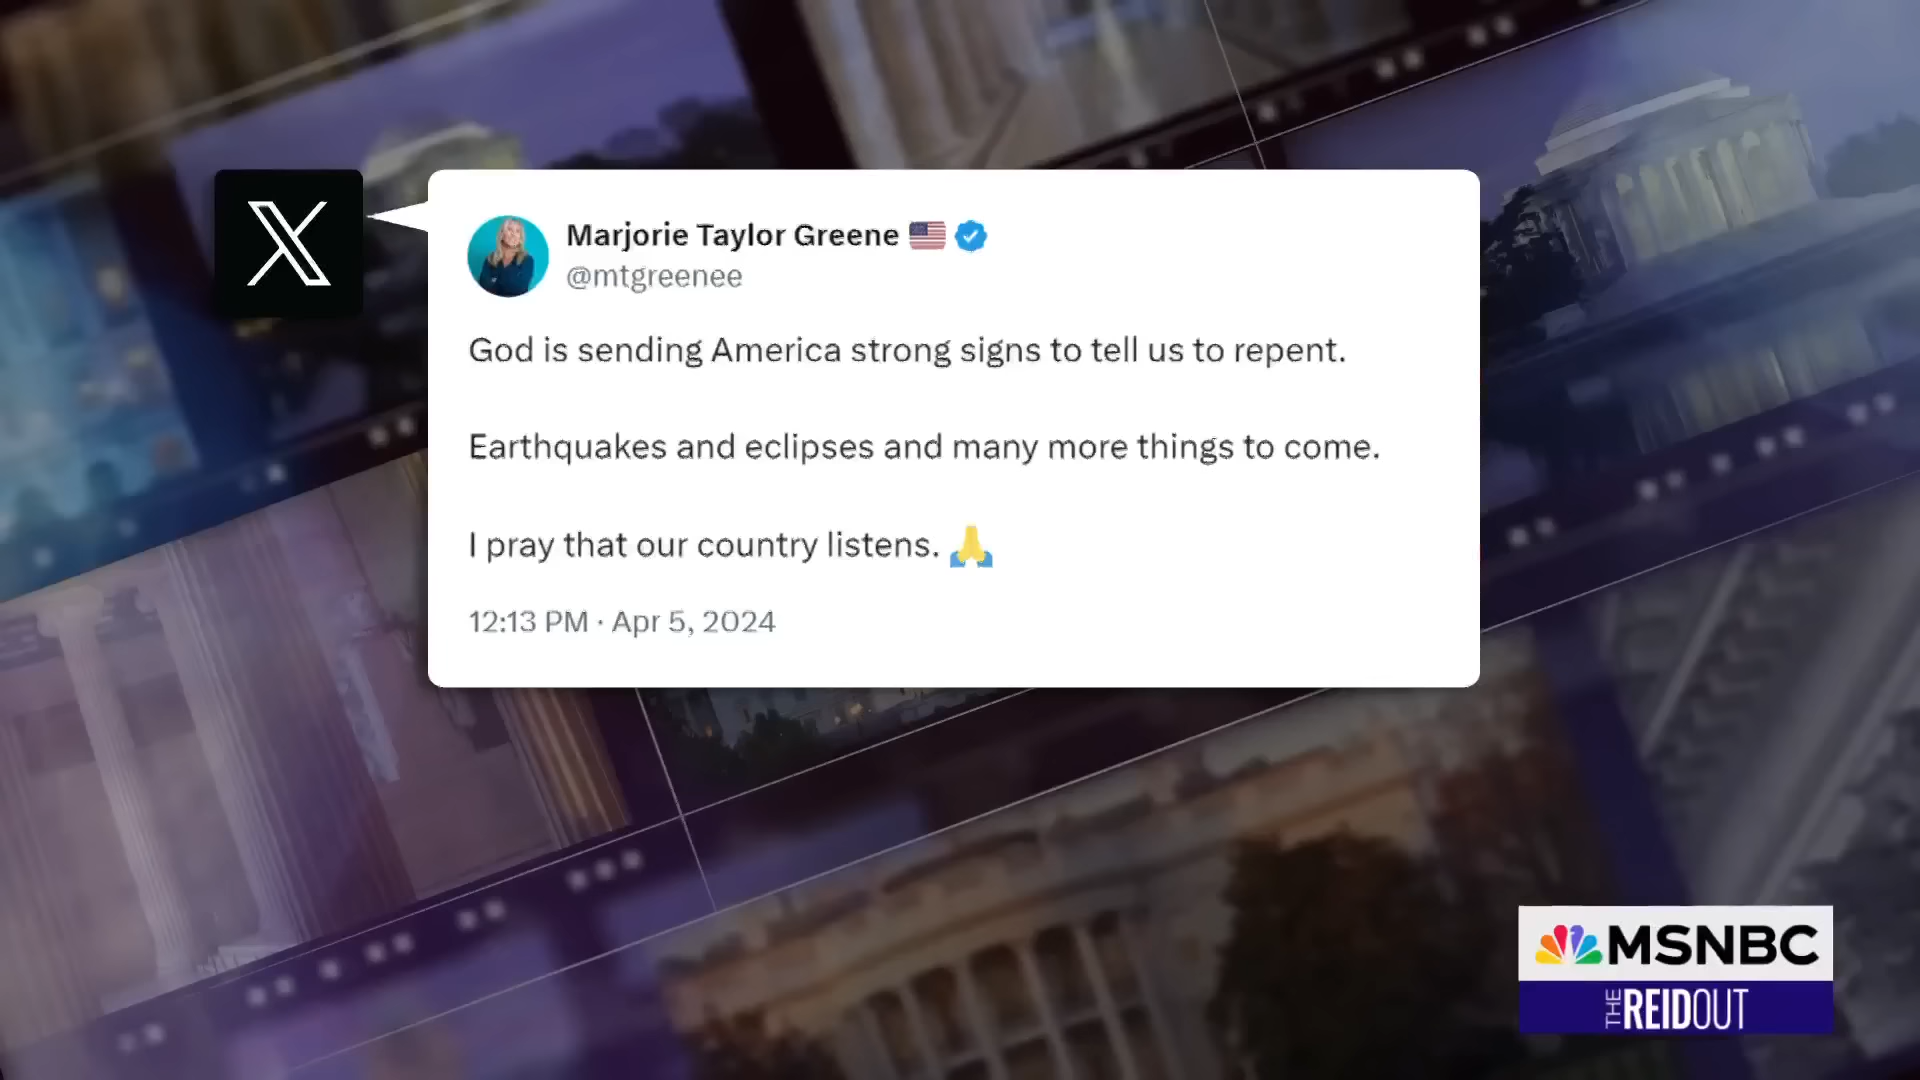 Marjorie Taylor Greene 🇺🇸
@mtgreenee
God is sending America strong signs to tell us to repent.
Earthquakes and eclipses and many more things to come.
I pray that our country listens. 🙏
12:13 PM · Apr 5, 2024
MSNBC
THE REIDOUT